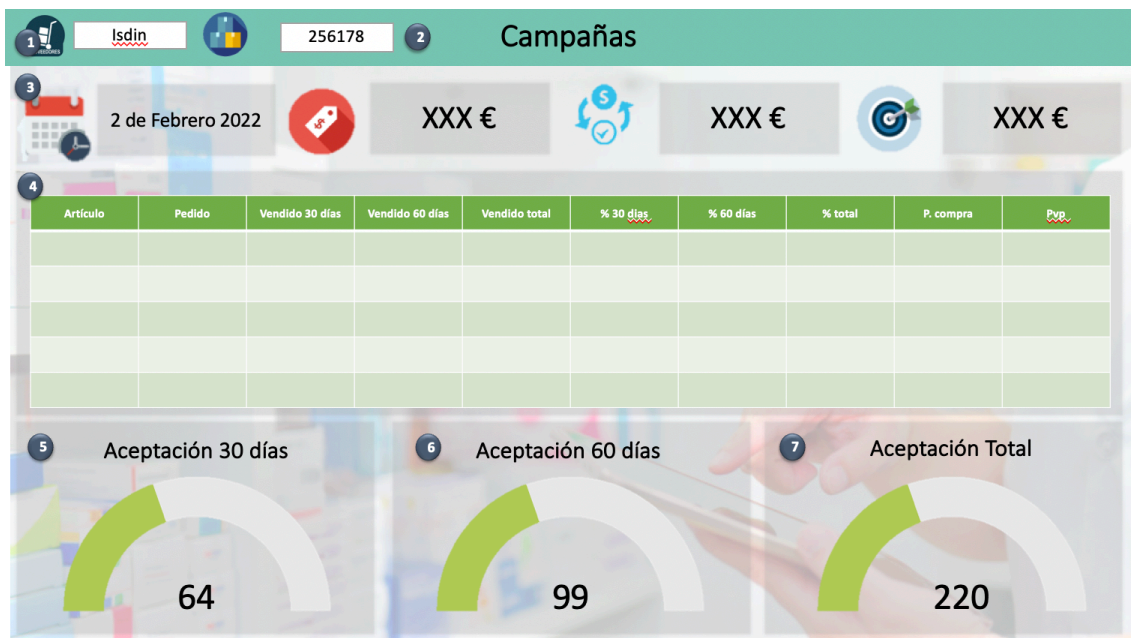 1
Isdin
256178
2
Campañas
3
2 de Febrero 2022
XXX €
XXX €
XXX €
4
Artículo Pedido Vendido 30 días Vendido 60 días Vendido total % 30 dias % 60 días % total P. compra Pvp
5
Aceptación 30 días
6
Aceptación 60 días
7
Aceptación Total
64
99
220